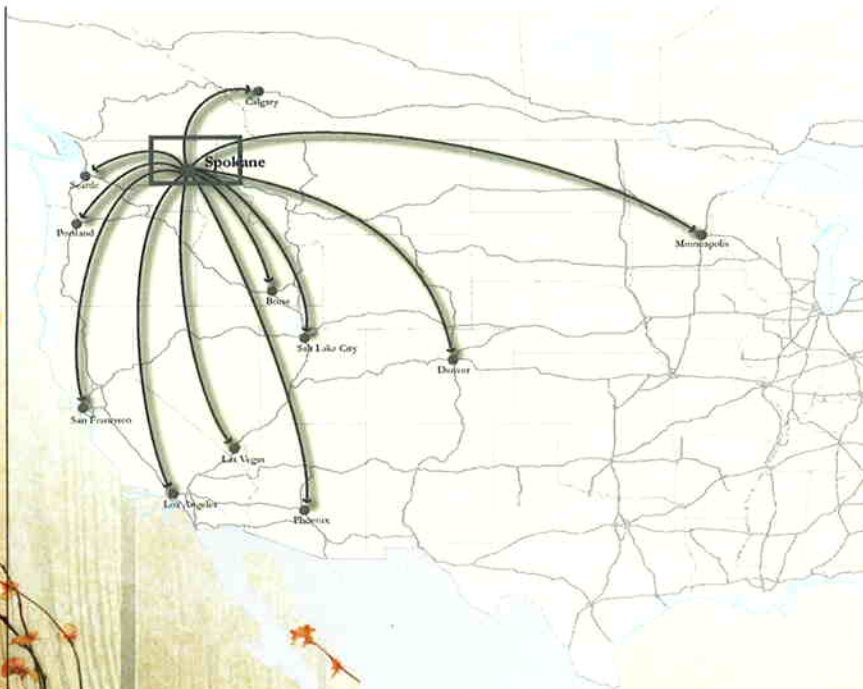 Calgary
Spokane
Seattle
Portland
Minneapolis
Boise
Salt Lake City
Denver
San Francisco
Las Vegas
Los Angeles
Phoenix